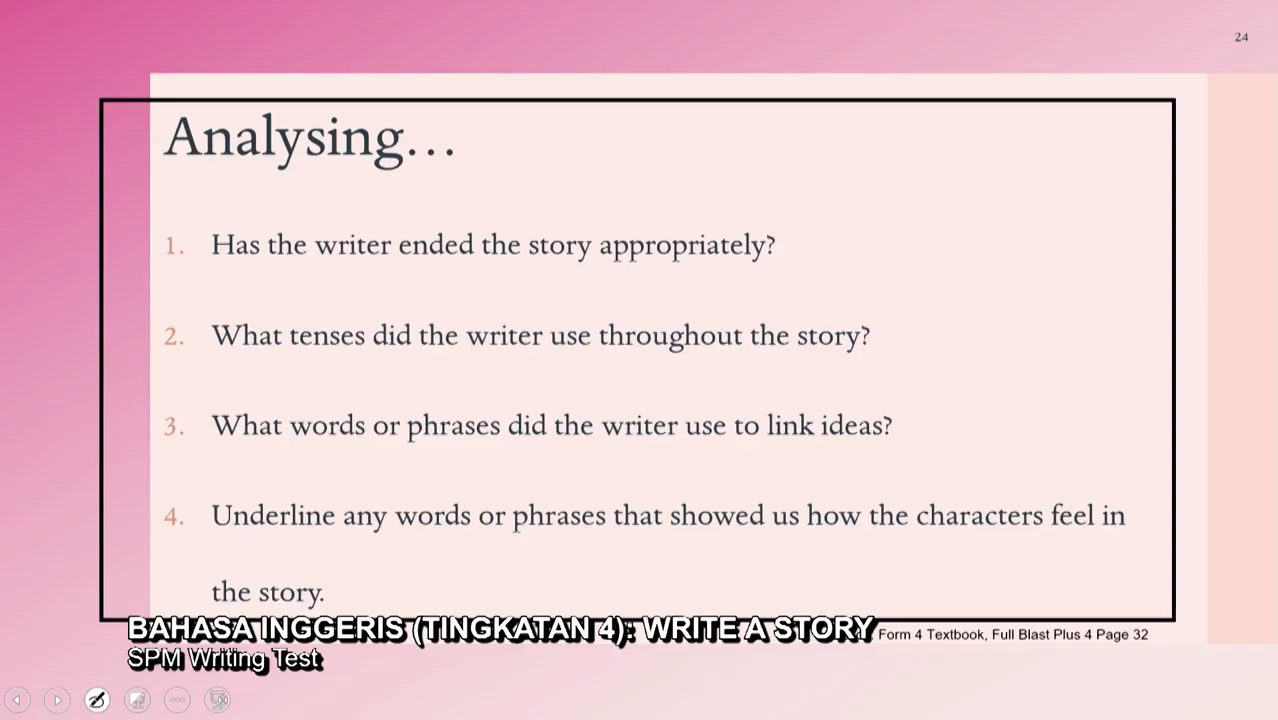 24
Analysing...
1. Has the writer ended the story appropriately?
2. What tenses did the writer use throughout the story?
3. What words or phrases did the writer use to link ideas?
4. Underline any words or phrases that showed us how the characters feel in
the story.
BAHASA INGGERIS (TINGKATAN 4): WRITE A STORY
Form 4 Textbook, Full Blast Plus 4 Page 32
SPM Writing Test